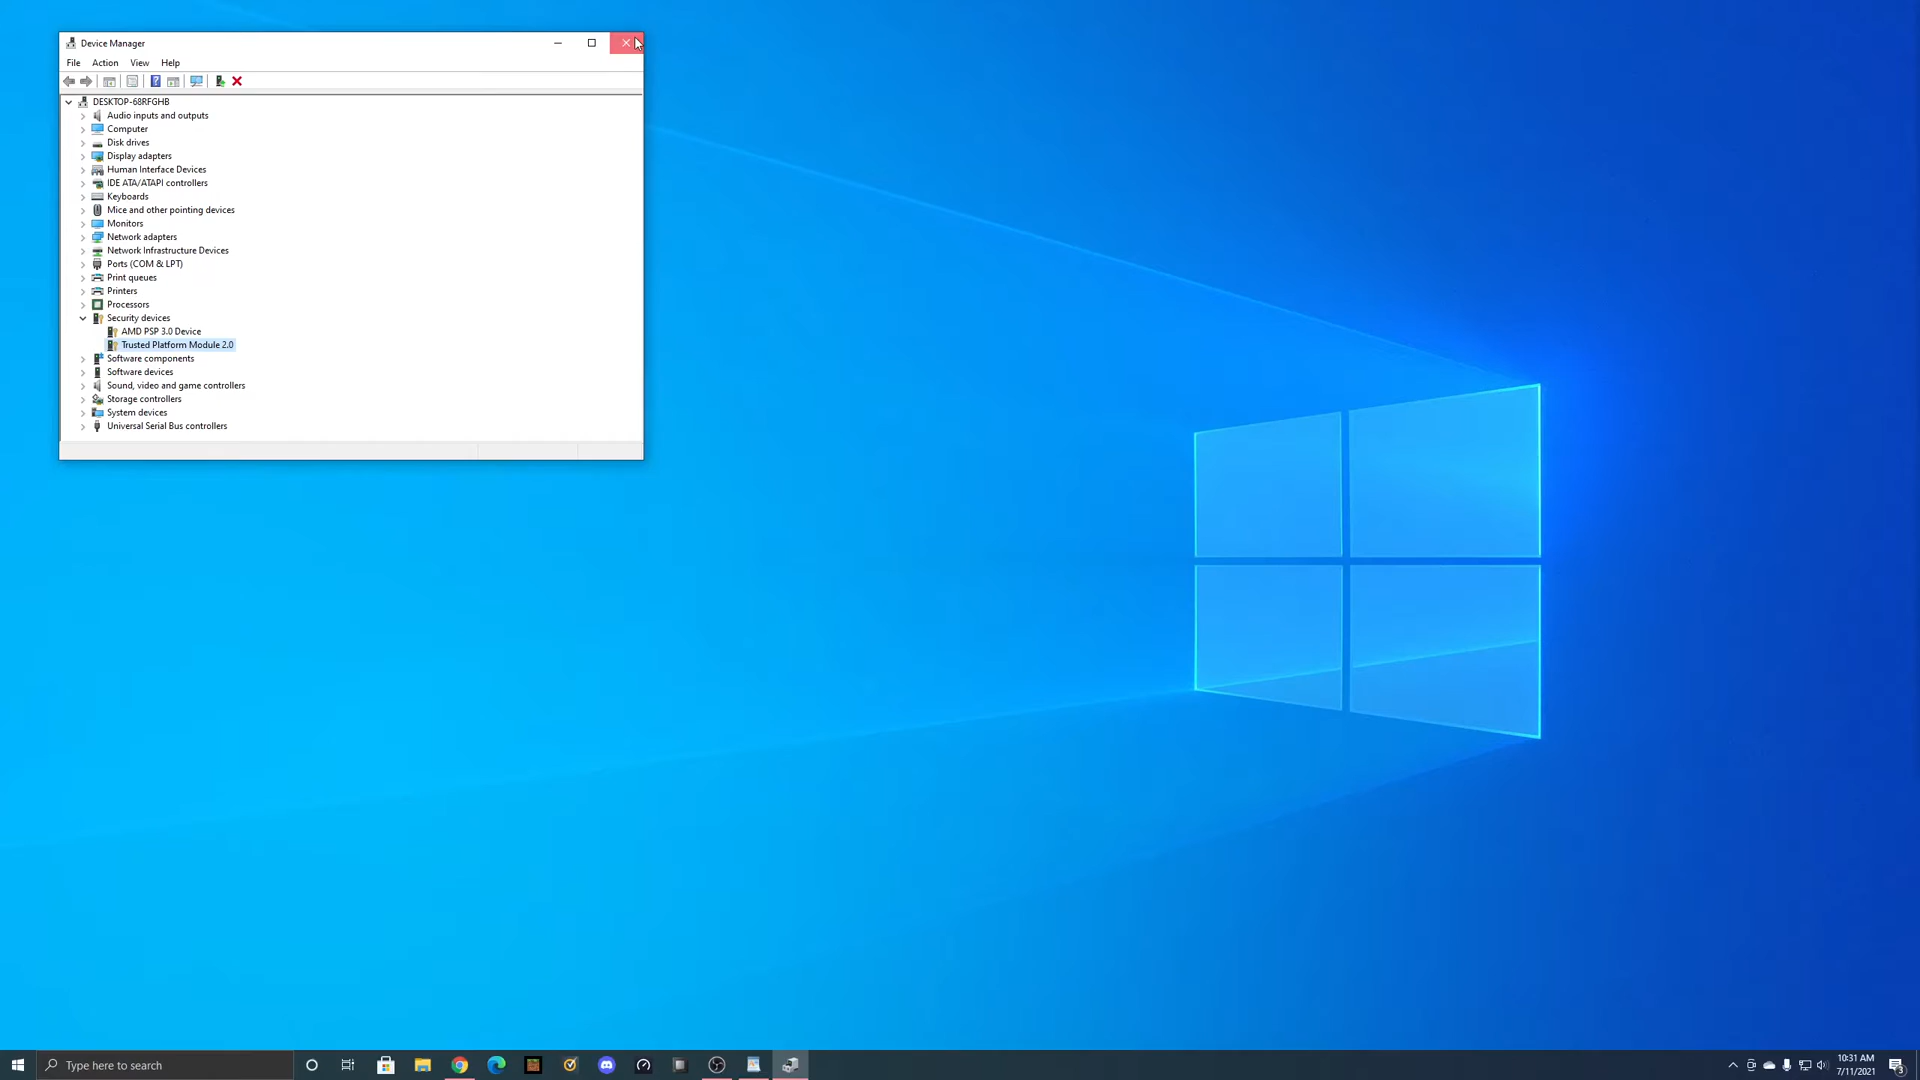 Device Manager
File Action View Help
DESKTOP-68RFGHB
Audio inputs and outputs
Computer
Disk drives
Display adapters
Human Interface Devices
IDE ATA/ATAPI controllers
Keyboards
Mice and other pointing devices
Monitors
Network adapters
Network Infrastructure Devices
Ports (COM & LPT)
Print queues
Printers
Processors
Security devices
AMD PSP 3.0 Device
Trusted Platform Module 2.0
Software components
Software devices
Sound, video and game controllers
Storage controllers
System devices
Universal Serial Bus controllers
Type here to search
10:31 AM
7/11/2021
3